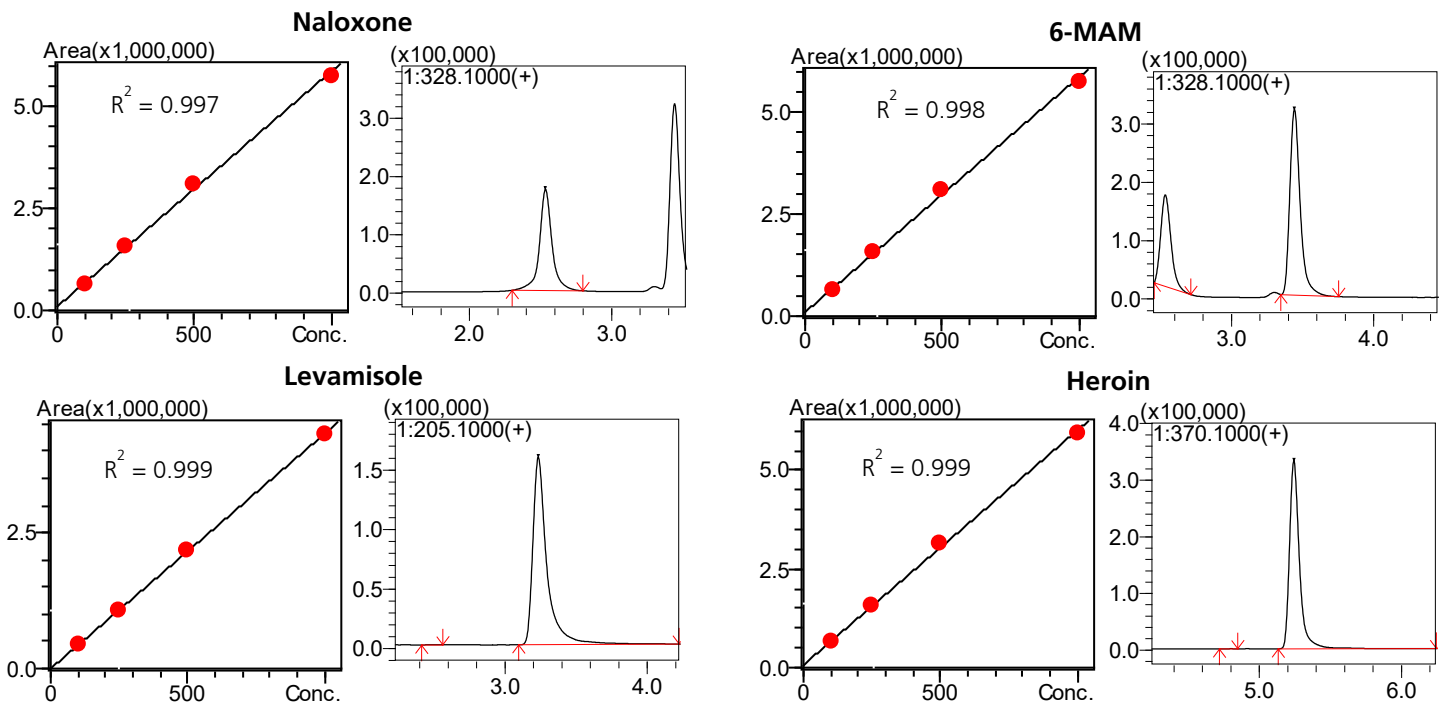 Naloxone
Area(x1,000,000)
R² = 0.997
5.0
2.5
0.0
0 500 Conc.
(x100,000)
1:328.1000(+)
3.0
2.0
1.0
0.0
2.0 3.0
6-MAM
Area(x1,000,000)
R² = 0.998
5.0
2.5
0.0
0 500 Conc.
(x100,000)
1:328.1000(+)
3.0
2.0
1.0
0.0
3.0 4.0
Levamisole
Area(x1,000,000)
R² = 0.999
2.5
0.0
0 500 Conc.
(x100,000)
1:205.1000(+)
1.5
1.0
0.5
0.0
3.0 4.0
Heroin
Area(x1,000,000)
R² = 0.999
5.0
2.5
0.0
0 500 Conc.
(x100,000)
4.0
1:370.1000(+)
3.0
2.0
1.0
0.0
5.0 6.0